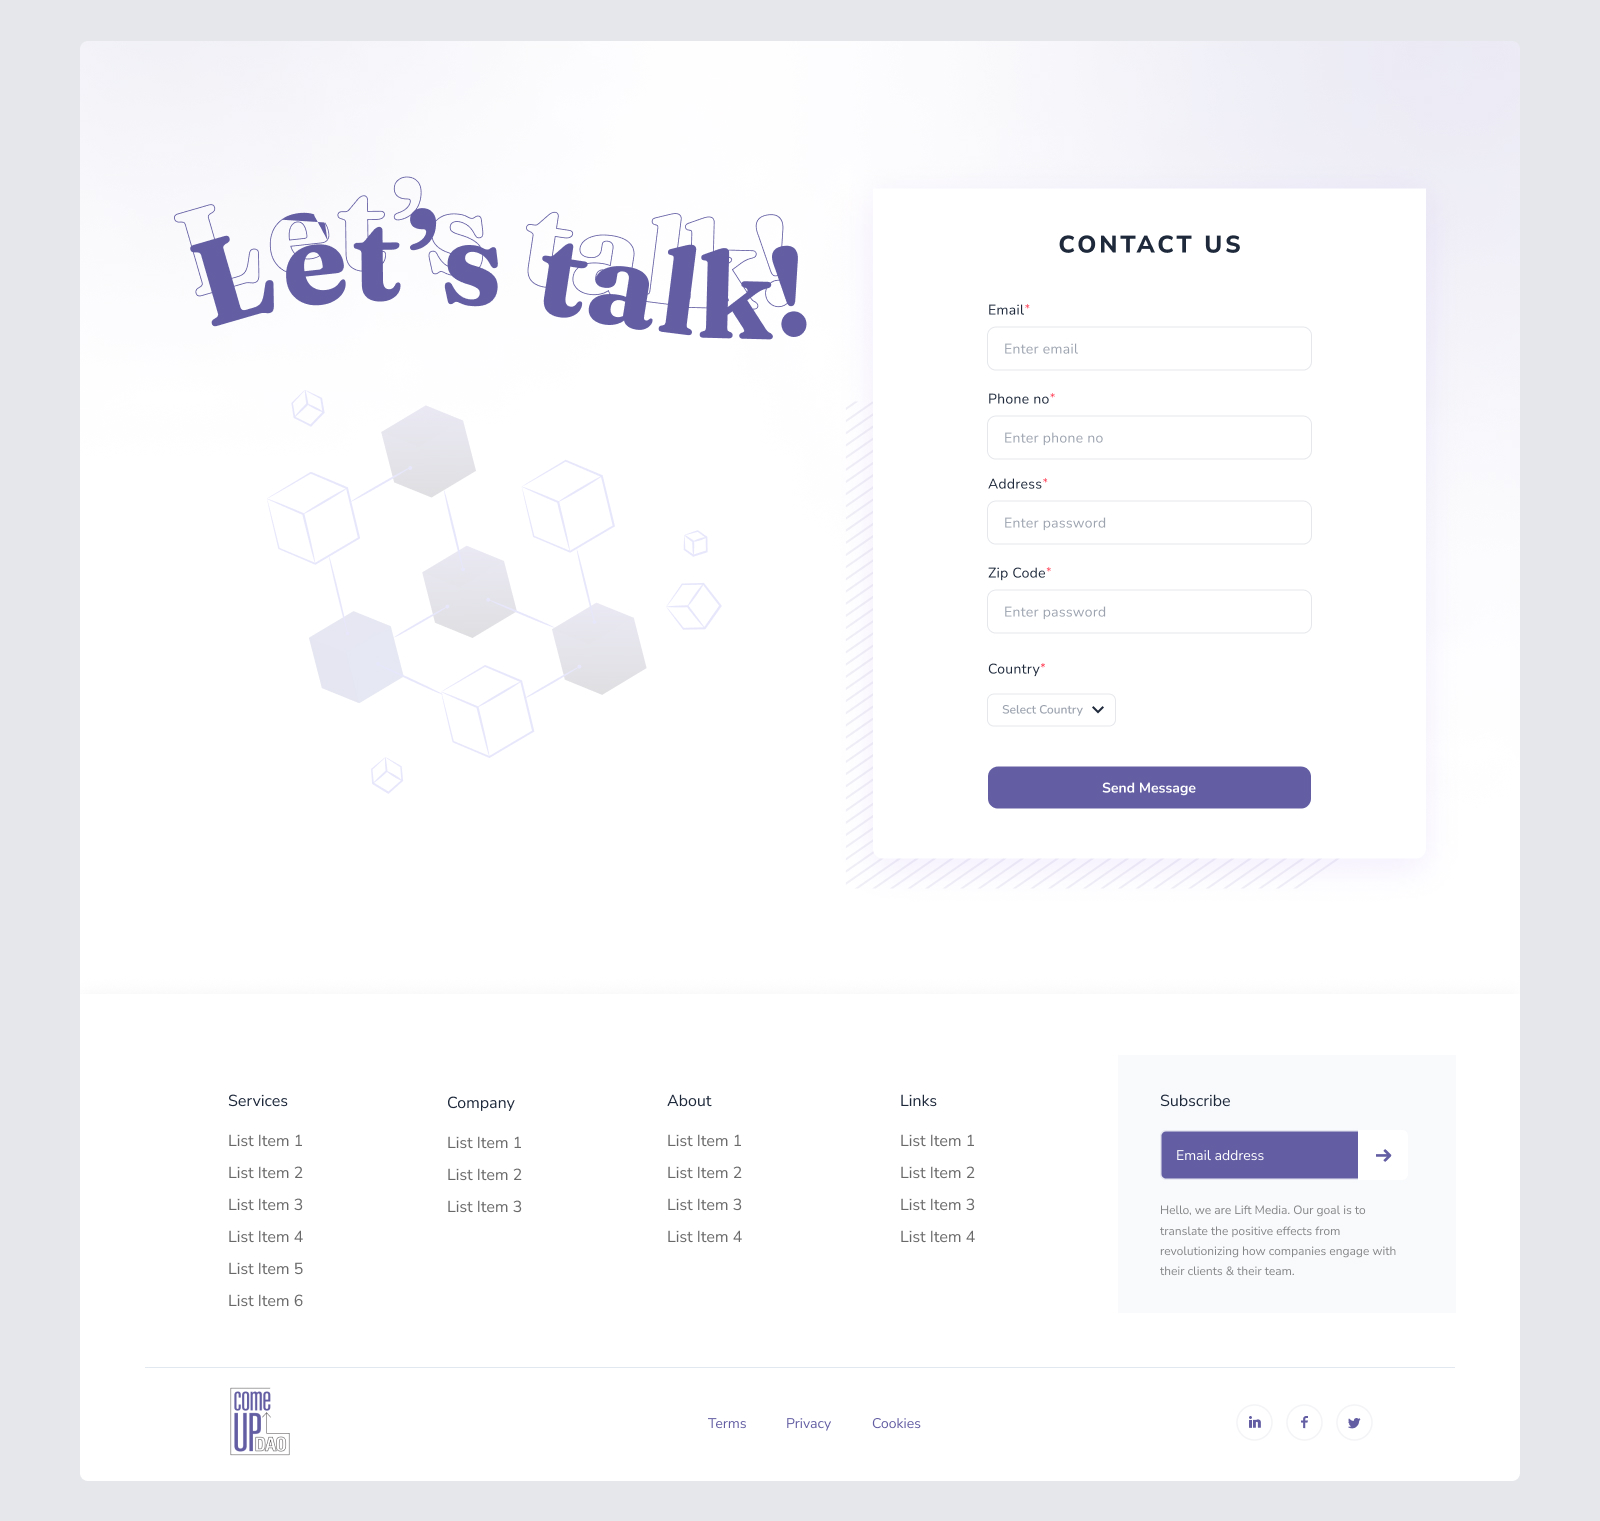 Let's talk!
CONTACT US
Email*
Enter email
Phone no*
Enter phone no
Address*
Enter password
Zip Code*
Enter password
Country*
Select Country
Send Message
Services
List Item 1
List Item 2
List Item 3
List Item 4
List Item 5
List Item 6
Company
List Item 1
List Item 2
List Item 3
About
List Item 1
List Item 2
List Item 3
List Item 4
Links
List Item 1
List Item 2
List Item 3
List Item 4
Subscribe
Email address
Hello, we are Lift Media. Our goal is to
translate the positive effects from
revolutionizing how companies engage with
their clients & their team.
come
UP
DAO
Terms Privacy Cookies